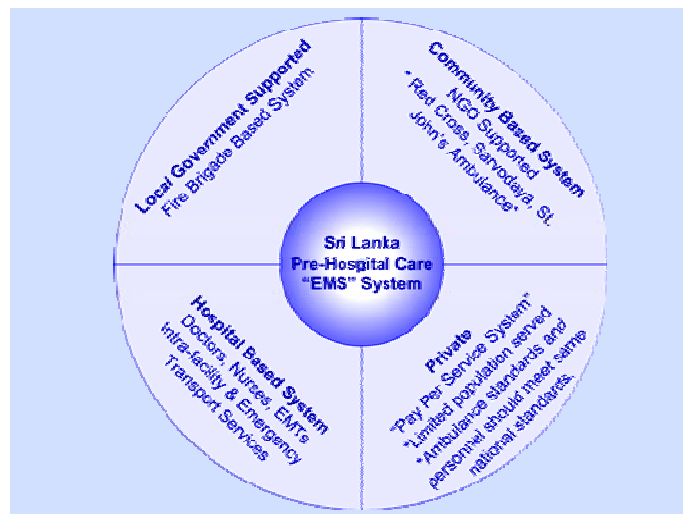 Local Government Supported
Fire Brigade Based System
Community Based System
NGO Supported
" Red Cross, Sarvodaya, St.
John's Ambulance"
Sri Lanka
Pre-Hospital Care
"EMS" System
Hospital Based System
Doctors, Nurses, EMTs
Intra-facility & Emergency
Transport Services
Private
"Pay Per Service System"
"Limited population served
"Ambulance standards and
personnel should meet same
national standards.